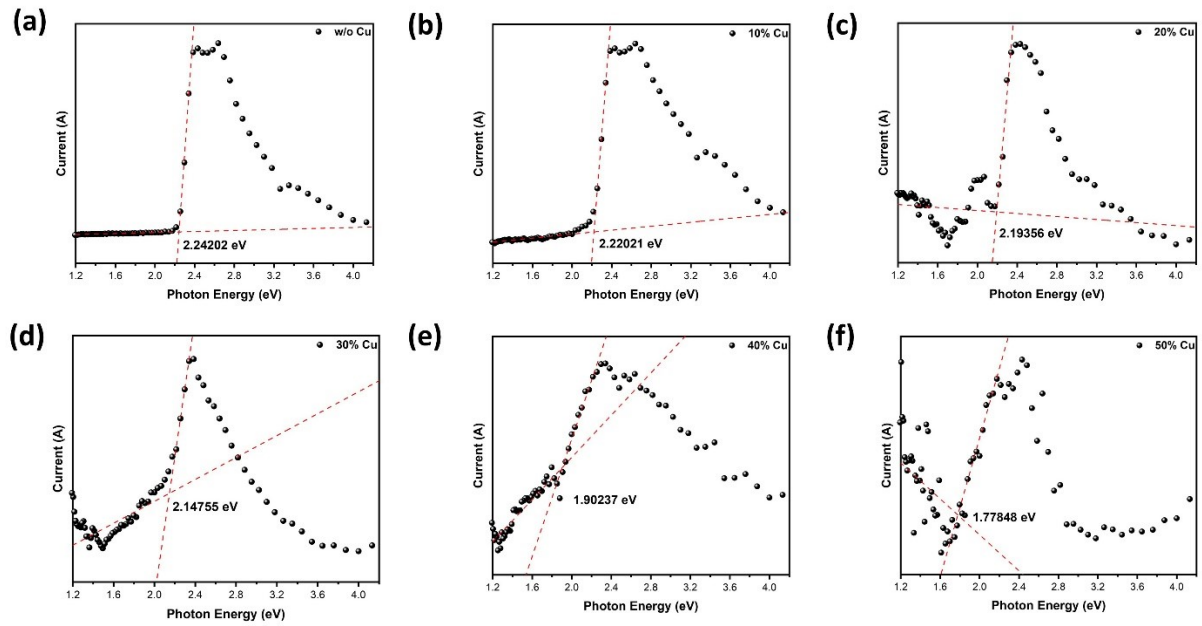 (a)
w/o Cu
Current (A)
2.24202 eV
1.2 1.6 2.0 2.4 2.8 3.2 3.6 4.0
Photon Energy (eV)
(b)
10% Cu
Current (A)
2.22021 eV
1.2 1.6 2.0 2.4 2.8 3.2 3.6 4.0
Photon Energy (eV)
(c)
20% Cu
Current (A)
2.19356 eV
1.2 1.6 2.0 2.4 2.8 3.2 3.6 4.0
Photon Energy (eV)
(d)
30% Cu
Current (A)
2.14755 eV
1.2 1.6 2.0 2.4 2.8 3.2 3.6 4.0
Photon Energy (eV)
(e)
40% Cu
Current (A)
1.90237 eV
1.2 1.6 2.0 2.4 2.8 3.2 3.6 4.0
Photon Energy (eV)
(f)
50% Cu
Current (A)
1.77848 eV
1.2 1.6 2.0 2.4 2.8 3.2 3.6 4.0
Photon Energy (eV)